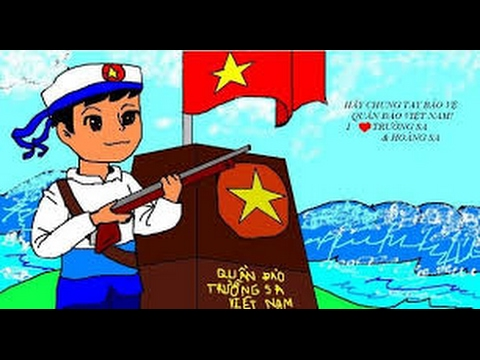 HÃY CHUNG TAY BẢO VỆ
QUẦN ĐẢO VIỆT NAM!
I ❤ TRƯỜNG SA
& HOÀNG SA
QUẦN ĐẢO
TRƯỜNG SA
VIỆT NAM